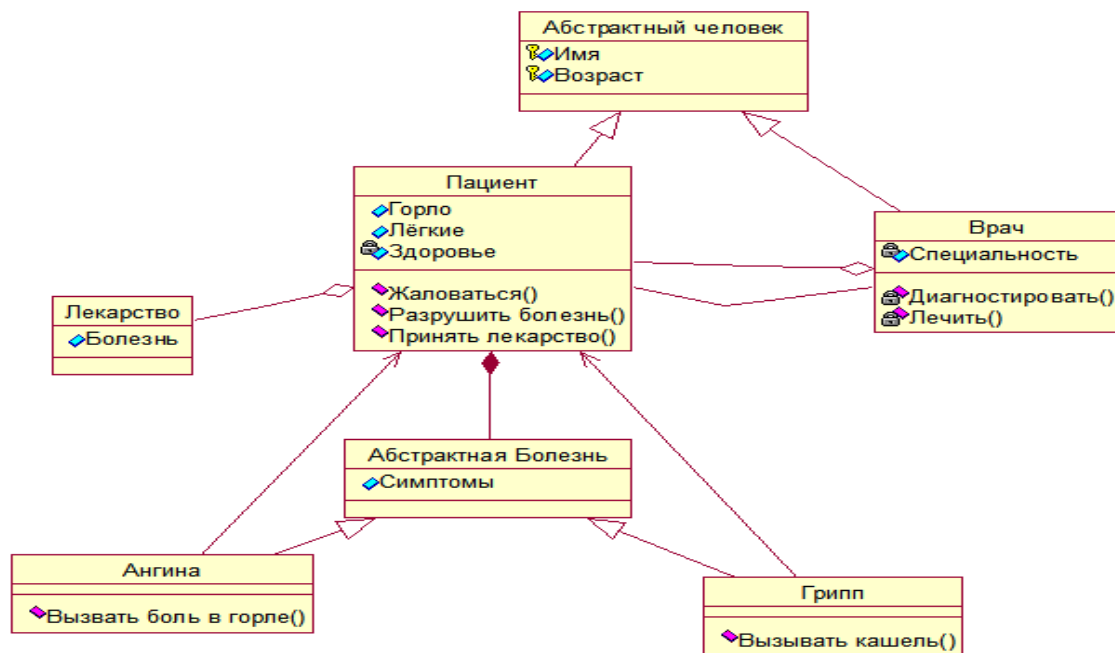 Абстрактный человек
Имя
Возраст
Пациент
Горло
Лёгкие
Здоровье
Жаловаться()
Разрушить болезнь()
Принять лекарство()
Врач
Специальность
Диагностировать()
Лечить()
Лекарство
Болезнь
Абстрактная Болезнь
Симптомы
Ангина
Вызвать боль в горле()
Грипп
Вызывать кашель()